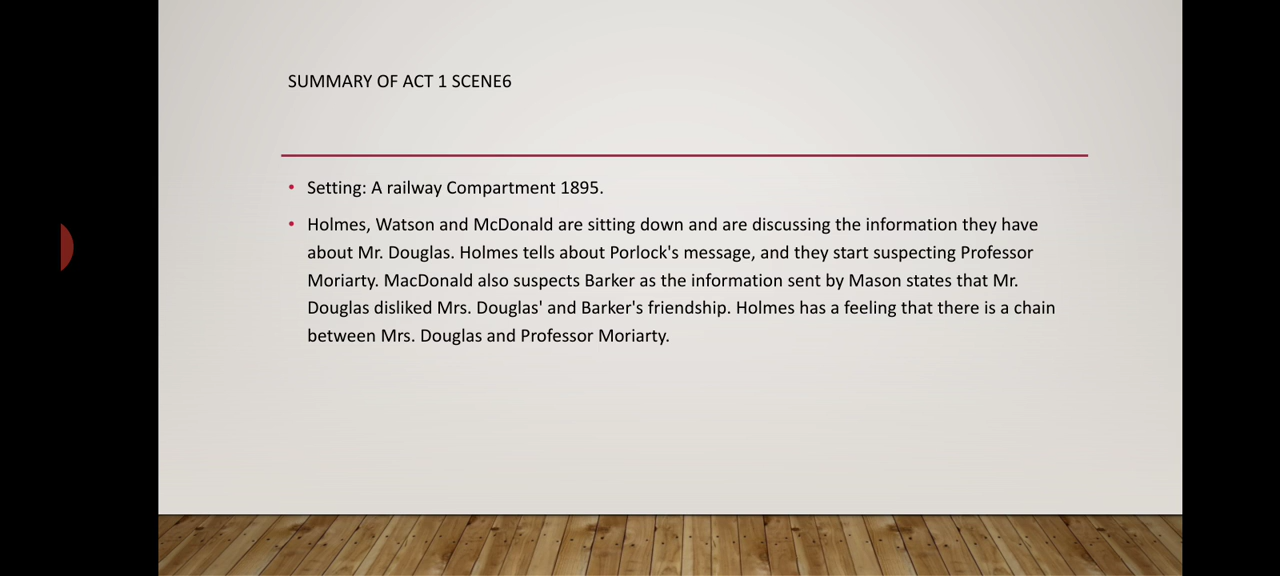 SUMMARY OF ACT 1 SCENE6
• Setting: A railway Compartment 1895.
• Holmes, Watson and McDonald are sitting down and are discussing the information they have
about Mr. Douglas. Holmes tells about Porlock's message, and they start suspecting Professor
Moriarty. MacDonald also suspects Barker as the information sent by Mason states that Mr.
Douglas disliked Mrs. Douglas' and Barker's friendship. Holmes has a feeling that there is a chain
between Mrs. Douglas and Professor Moriarty.